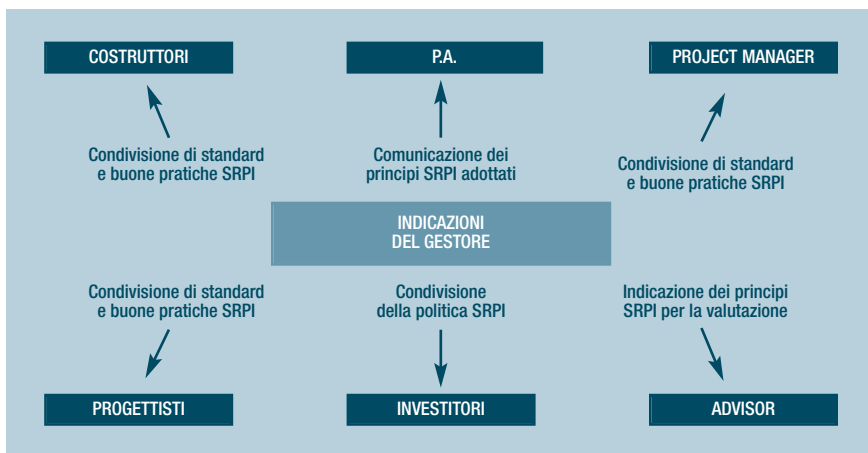 COSTRUTTORI
P.A.
PROJECT MANAGER
Condivisione di standard
e buone pratiche SRPI
Comunicazione dei
principi SRPI adottati
Condivisione di standard
e buone pratiche SRPI
INDICAZIONI
DEL GESTORE
Condivisione di standard
e buone pratiche SRPI
Condivisione
della politica SRPI
Indicazione dei principi
SRPI per la valutazione
PROGETTISTI
INVESTITORI
ADVISOR